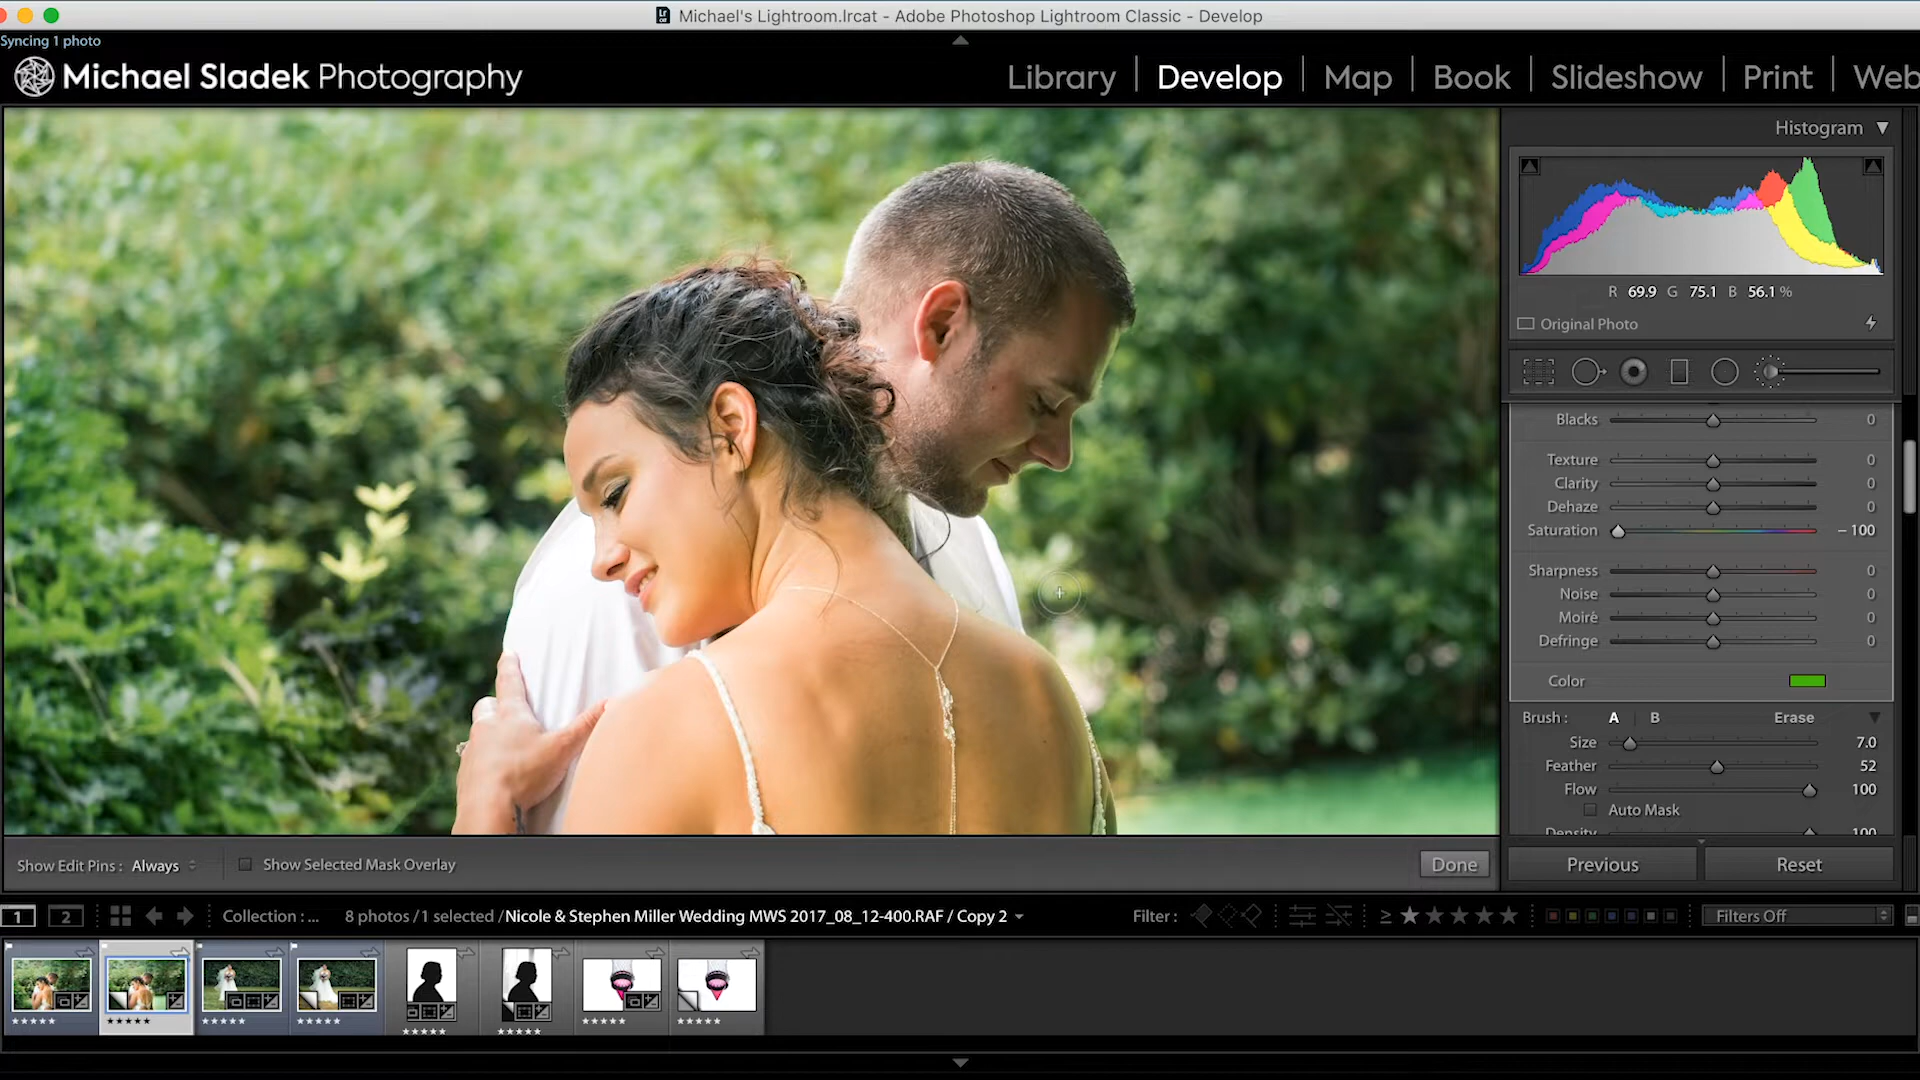 Michael's Lightroom.lrcat - Adobe Photoshop Lightroom Classic - Develop
Syncing 1 photo
Michael Sladek Photography
Library | Develop | Map | Book | Slideshow | Print | Web
Histogram
R 69.9 G 75.1 B 56.1 %
Original Photo
Blacks 0
Texture 0
Clarity 0
Dehaze 0
Saturation – 100
Sharpness 0
Noise 0
Moiré 0
Defringe 0
Color
Brush : A | B Erase
Size 7.0
Feather 52
Flow 100
Auto Mask
Density 100
Show Edit Pins : Always Show Selected Mask Overlay Done Previous Reset
1 2 Collection : ... 8 photos / 1 selected / Nicole & Stephen Miller Wedding MWS 2017_08_12-400.RAF / Copy 2 Filter : ≥ Filters Off